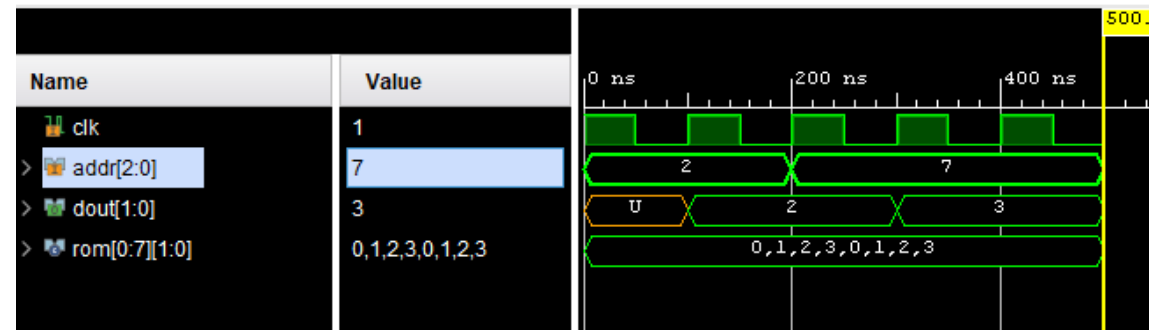 500.
Name Value 0 ns 200 ns 400 ns
clk 1
addr[2:0] 7 2 7
dout[1:0] 3 U 2 3
rom[0:7][1:0] 0,1,2,3,0,1,2,3 0,1,2,3,0,1,2,3